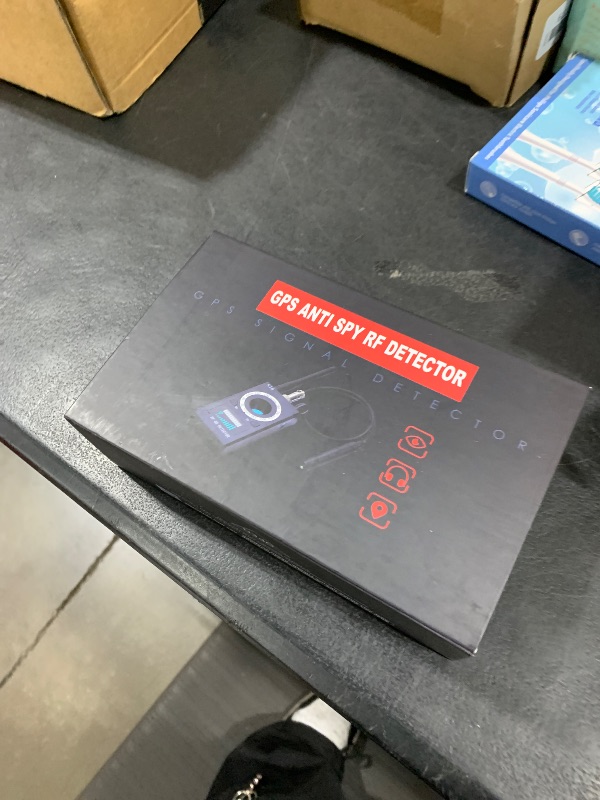 GPS ANTI SPY RF DETECTOR
GPS SIGNAL DETECTOR